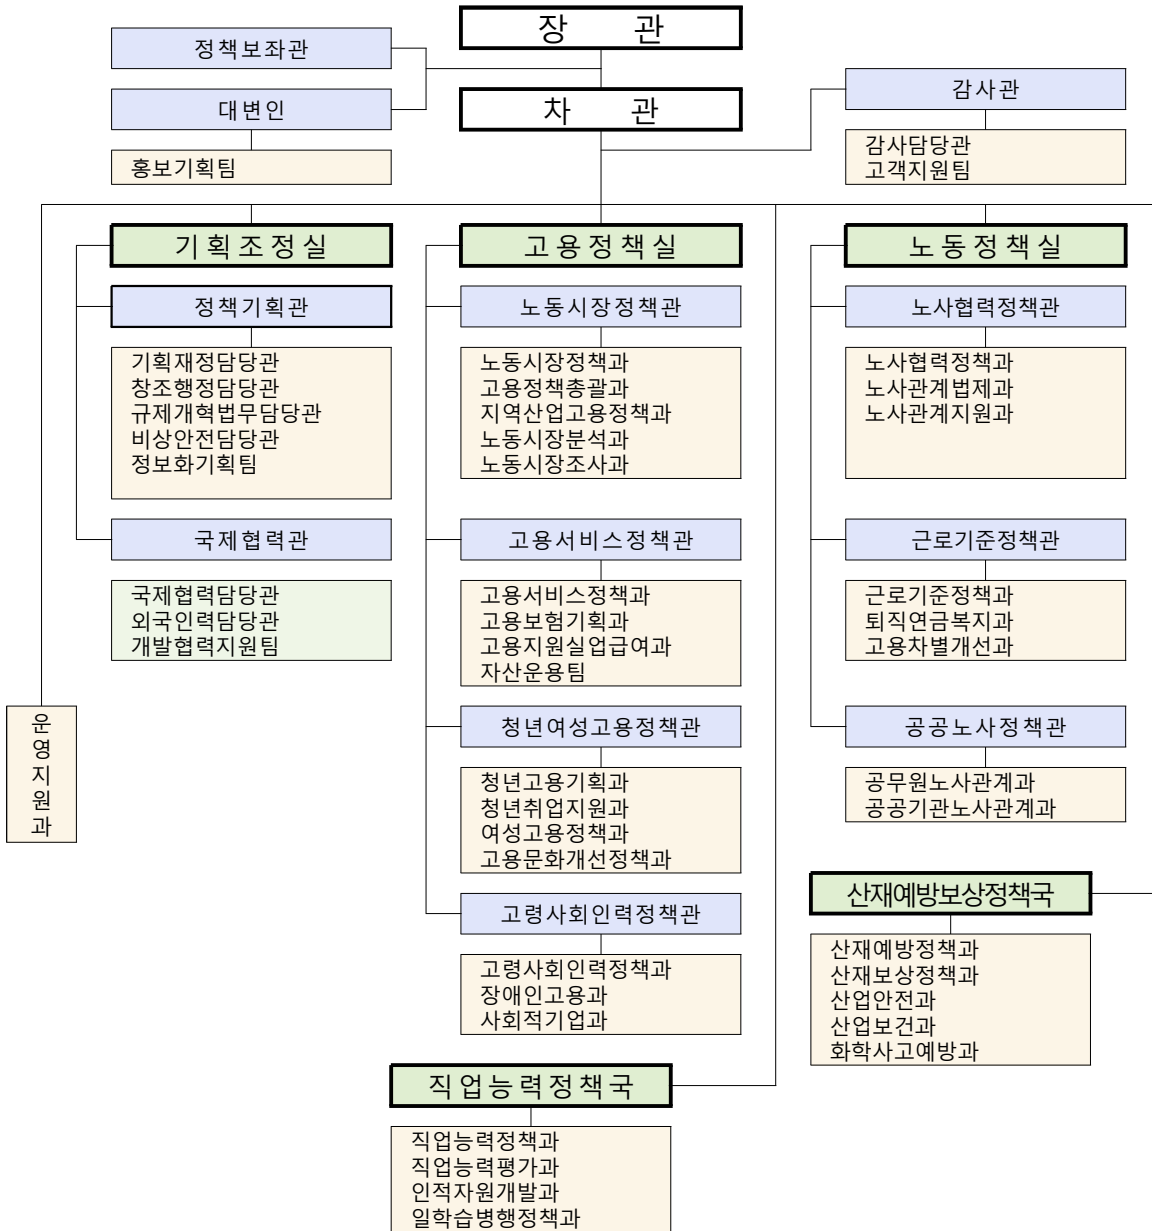 장 관
정책보좌관
대변인
홍보기획팀
차 관
감사관
감사담당관
고객지원팀
기획조정실
정책기획관
기획재정담당관
창조행정담당관
규제개혁법무담당관
비상안전담당관
정보화기획팀
국제협력관
국제협력담당관
외국인력담당관
개발협력지원팀
운영지원과
고용정책실
노동시장정책관
노동시장정책과
고용정책총괄과
지역산업고용정책과
노동시장분석과
노동시장조사과
고용서비스정책관
고용서비스정책과
고용보험기획과
고용지원실업급여과
자산운용팀
청년여성고용정책관
청년고용기획과
청년취업지원과
여성고용정책과
고용문화개선정책과
고령사회인력정책관
고령사회인력정책과
장애인고용과
사회적기업과
노동정책실
노사협력정책관
노사협력정책과
노사관계법제과
노사관계지원과
근로기준정책관
근로기준정책과
퇴직연금복지과
고용차별개선과
공공노사정책관
공무원노사관계과
공공기관노사관계과
산재예방보상정책국
산재예방정책과
산재보상정책과
산업안전과
산업보건과
화학사고예방과
직업능력정책국
직업능력정책과
직업능력평가과
인적자원개발과
일학습병행정책과